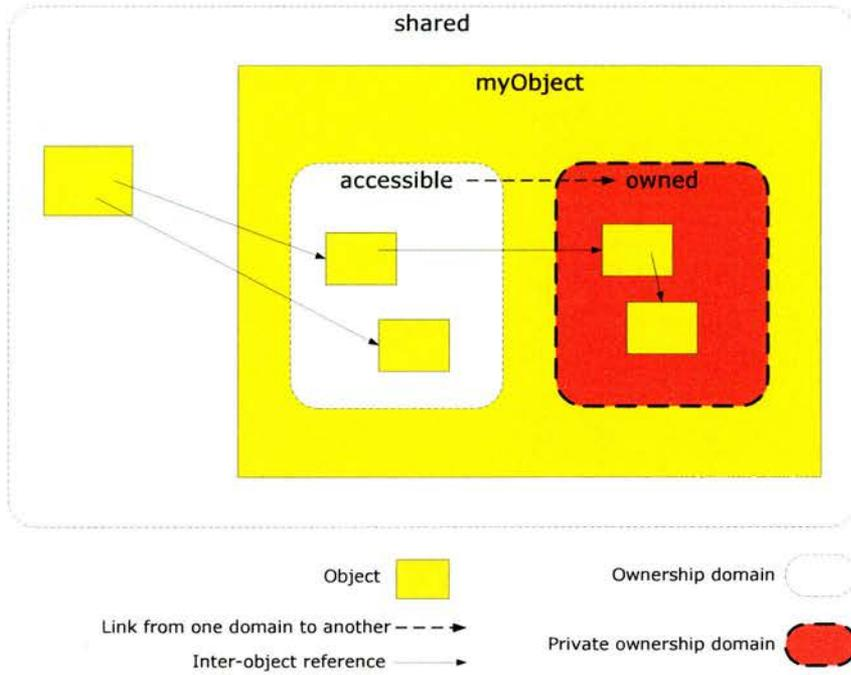 shared
myObject
accessible
owned
Object
Ownership domain
Link from one domain to another
Private ownership domain
Inter-object reference